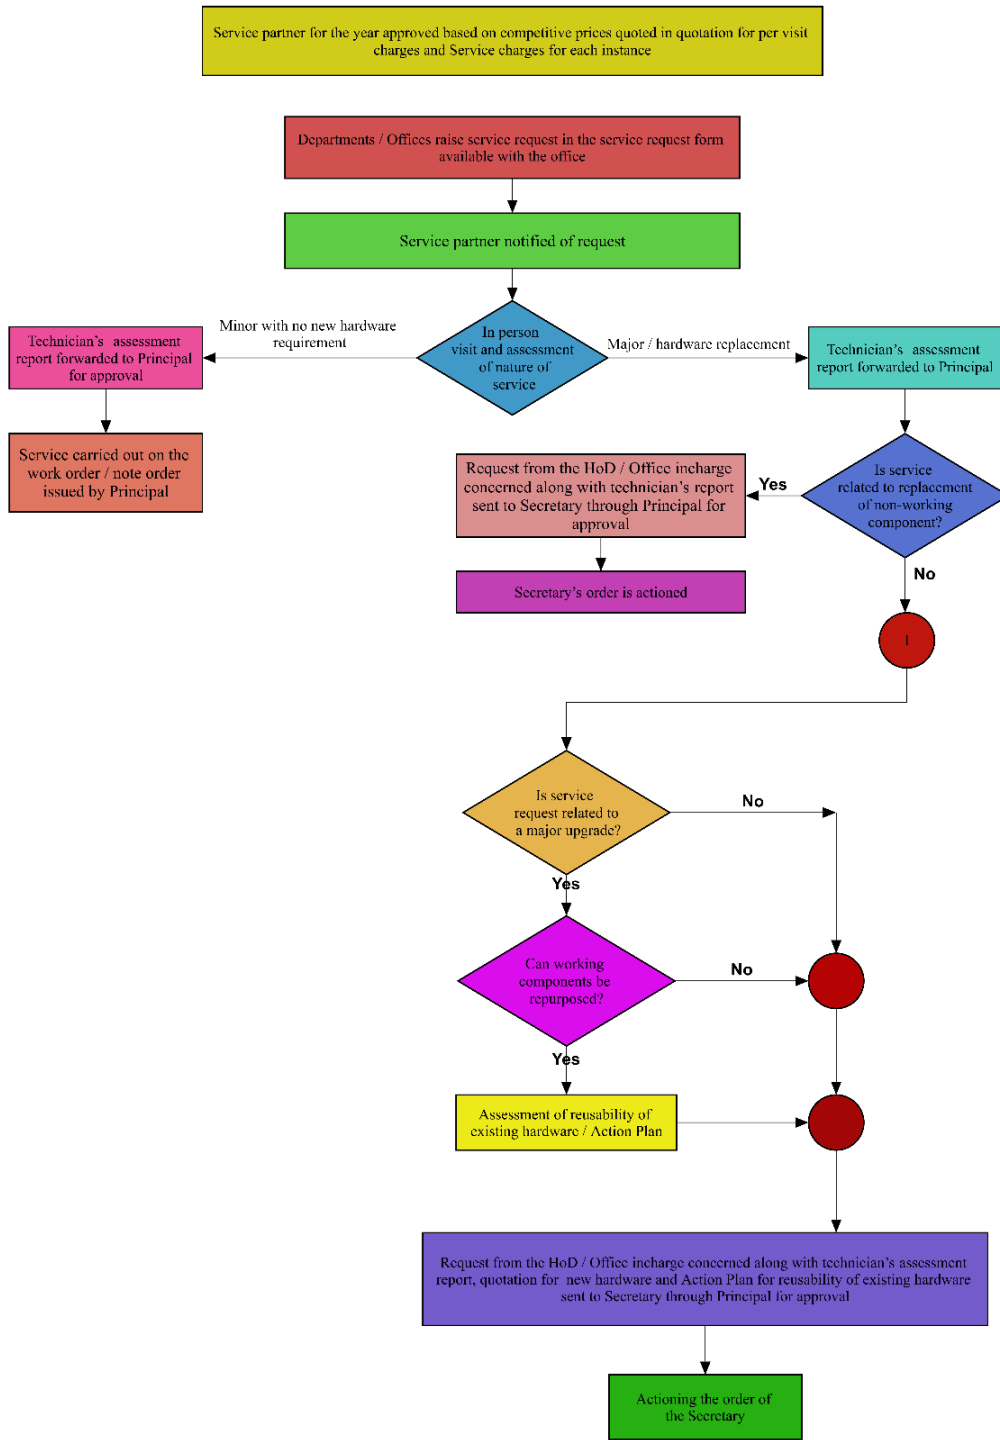 Service partner for the year approved based on competitive prices quoted in quotation for per visit
charges and Service charges for each instance
Departments / Offices raise service request in the service request form
available with the office
Service partner notified of request
In person
visit and assessment
of nature of
service
Minor with no new hardware
requirement
Major / hardware replacement
Technician's assessment
report forwarded to Principal
for approval
Technician's assessment
report forwarded to Principal
Service carried out on the
work order / note order
issued by Principal
Is service
related to replacement
of non-working
component?
Yes
Request from the HoD / Office incharge
concerned along with technician's report
sent to Secretary through Principal for
approval
Secretary's order is actioned
No
1
Is service
request related to
a major upgrade?
No
Yes
Can working
components be
repurposed?
No
Yes
Assessment of reusability of
existing hardware / Action Plan
Request from the HoD / Office incharge concerned along with technician's assessment
report, quotation for new hardware and Action Plan for reusability of existing hardware
sent to Secretary through Principal for approval
Actioning the order of
the Secretary